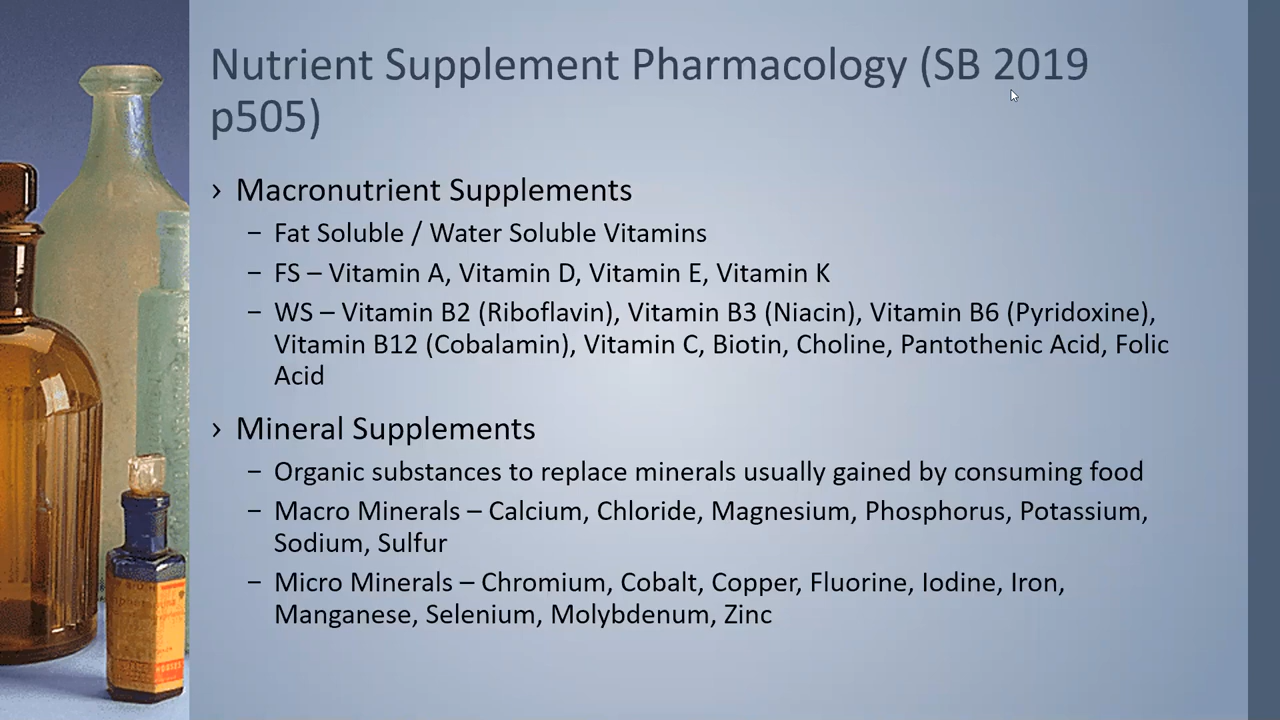 Nutrient Supplement Pharmacology (SB 2019
p505)
› Macronutrient Supplements
– Fat Soluble / Water Soluble Vitamins
– FS – Vitamin A, Vitamin D, Vitamin E, Vitamin K
– WS – Vitamin B2 (Riboflavin), Vitamin B3 (Niacin), Vitamin B6 (Pyridoxine),
Vitamin B12 (Cobalamin), Vitamin C, Biotin, Choline, Pantothenic Acid, Folic
Acid
› Mineral Supplements
– Organic substances to replace minerals usually gained by consuming food
– Macro Minerals – Calcium, Chloride, Magnesium, Phosphorus, Potassium,
Sodium, Sulfur
– Micro Minerals – Chromium, Cobalt, Copper, Fluorine, Iodine, Iron,
Manganese, Selenium, Molybdenum, Zinc